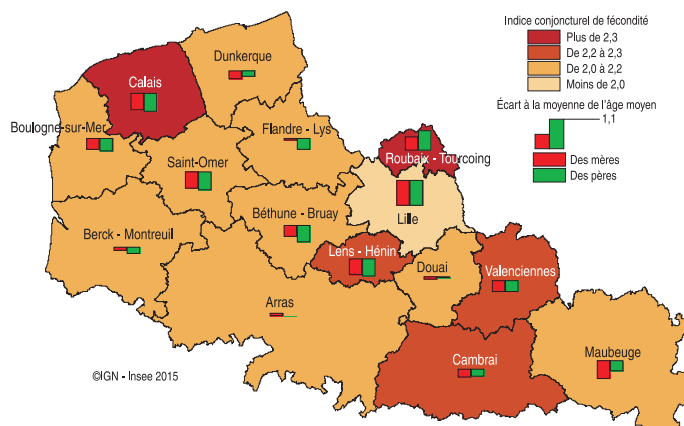 Indice conjoncturel de fécondité
Plus de 2,3
De 2,2 à 2,3
De 2,0 à 2,2
Moins de 2,0
Écart à la moyenne de l'âge moyen
1,1
Des mères
Des pères
Dunkerque
Calais
Boulogne-sur-Mer
Flandre - Lys
Saint-Omer
Roubaix - Tourcoing
Lille
Béthune - Bruay
Berck - Montreuil
Lens - Hénin
Douai
Valenciennes
Arras
Cambrai
Maubeuge
©IGN - Insee 2015